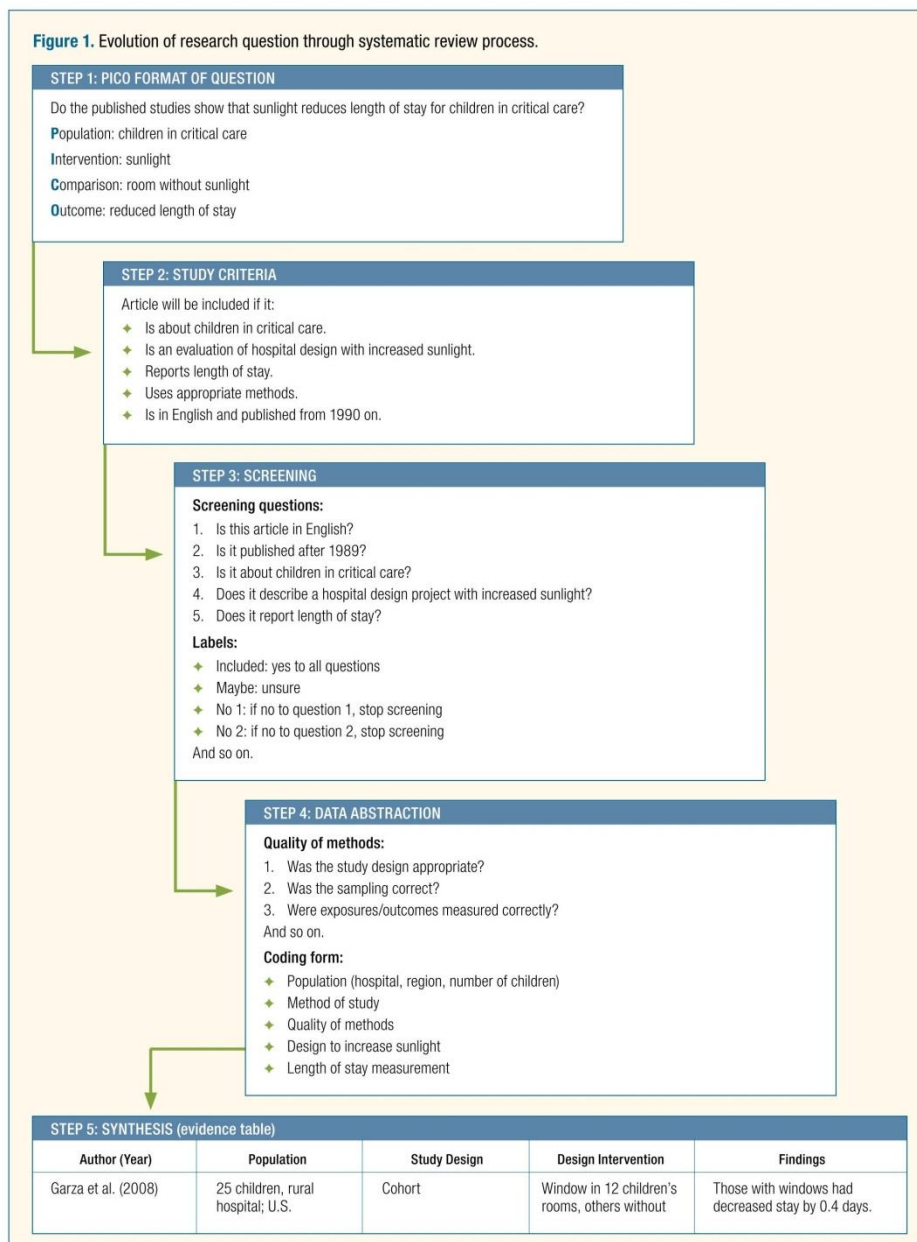 Figure 1. Evolution of research question through systematic review process.
STEP 1: PICO FORMAT OF QUESTION
Do the published studies show that sunlight reduces length of stay for children in critical care?
Population: children in critical care
Intervention: sunlight
Comparison: room without sunlight
Outcome: reduced length of stay
STEP 2: STUDY CRITERIA
Article will be included if it:
✦ Is about children in critical care.
✦ Is an evaluation of hospital design with increased sunlight.
✦ Reports length of stay.
✦ Uses appropriate methods.
✦ Is in English and published from 1990 on.
STEP 3: SCREENING
Screening questions:
1. Is this article in English?
2. Is it published after 1989?
3. Is it about children in critical care?
4. Does it describe a hospital design project with increased sunlight?
5. Does it report length of stay?
Labels:
✦ Included: yes to all questions
✦ Maybe: unsure
✦ No 1: if no to question 1, stop screening
✦ No 2: if no to question 2, stop screening
And so on.
STEP 4: DATA ABSTRACTION
Quality of methods:
1. Was the study design appropriate?
2. Was the sampling correct?
3. Were exposures/outcomes measured correctly?
And so on.
Coding form:
✦ Population (hospital, region, number of children)
✦ Method of study
✦ Quality of methods
✦ Design to increase sunlight
✦ Length of stay measurement
STEP 5: SYNTHESIS (evidence table)
Author (Year) Population Study Design Design Intervention Findings
Garza et al. (2008) 25 children, rural Cohort Window in 12 children's Those with windows had
hospital; U.S. rooms, others without decreased stay by 0.4 days.